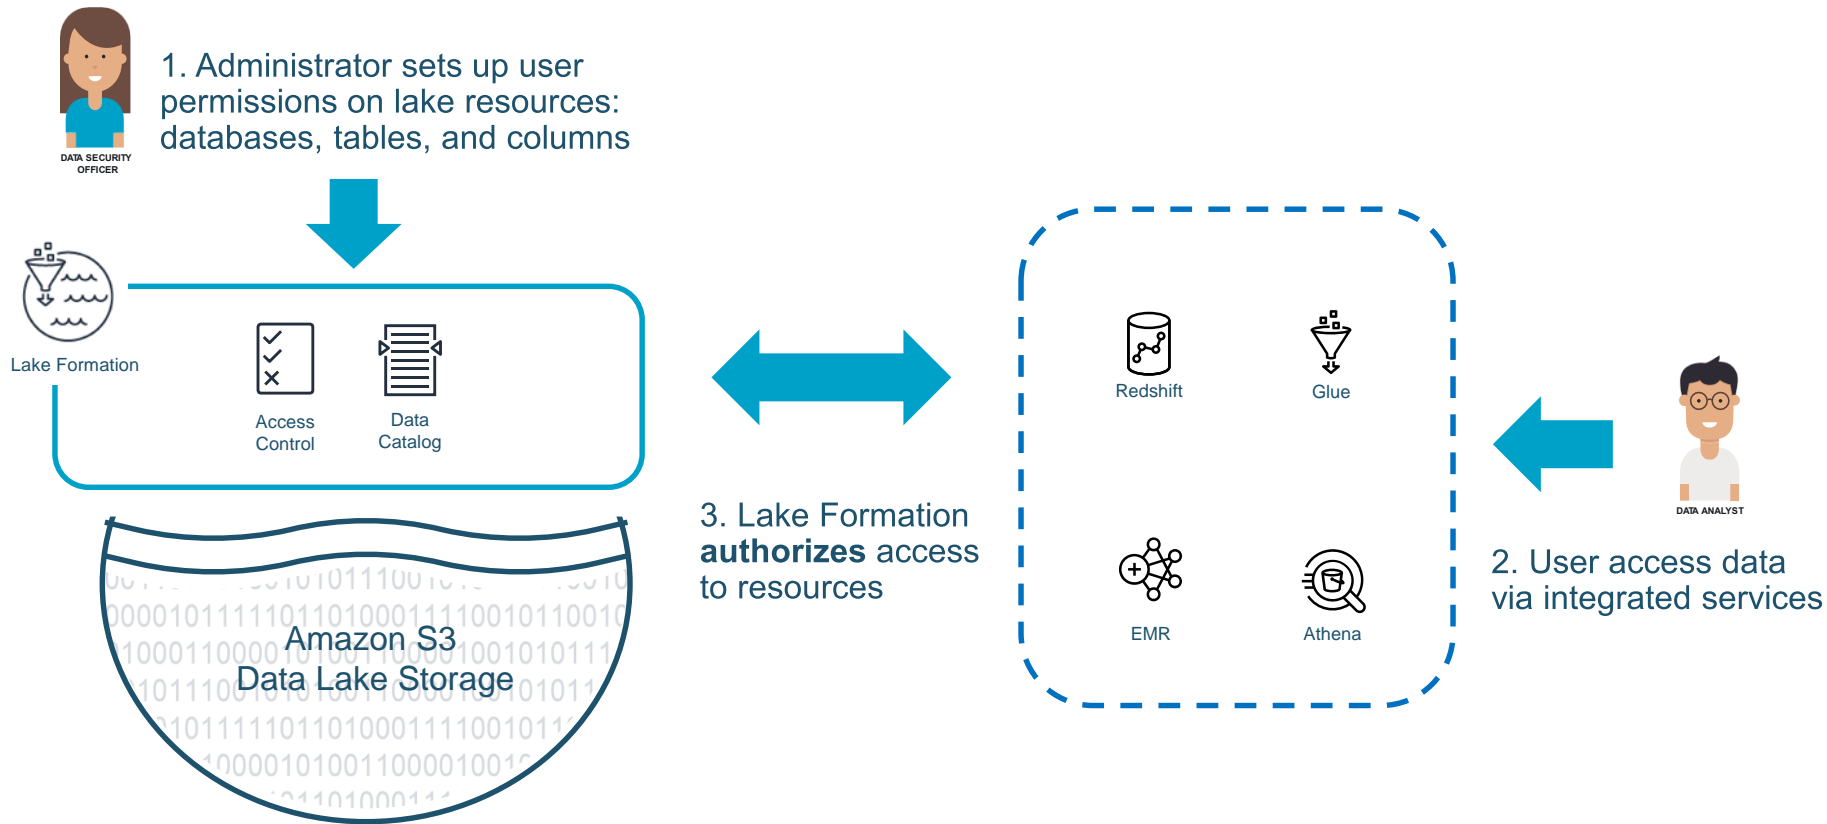 1. Administrator sets up user
permissions on lake resources:
databases, tables, and columns
DATA SECURITY
OFFICER
Lake Formation
Access
Control
Data
Catalog
Amazon S3
Data Lake Storage
3. Lake Formation
authorizes access
to resources
Redshift
Glue
EMR
Athena
DATA ANALYST
2. User access data
via integrated services